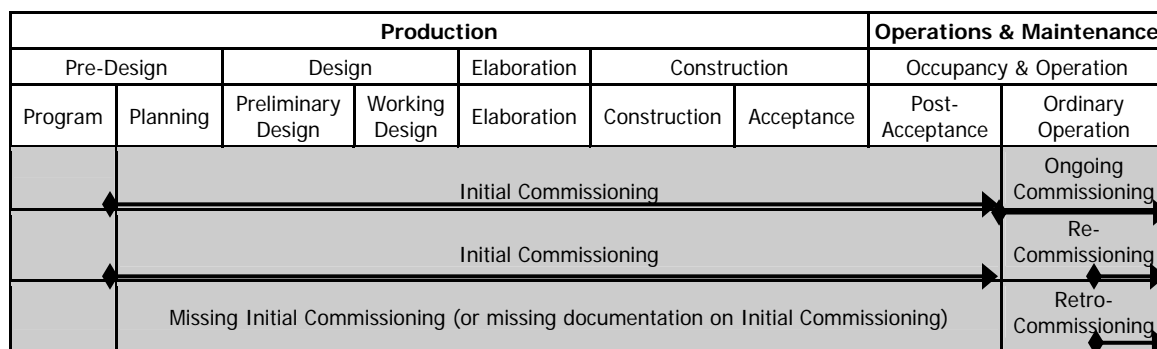 Production Operations & Maintenance
Pre-Design Design Elaboration Construction Occupancy & Operation
Program Planning Preliminary Design Working Design Elaboration Construction Acceptance Post-Acceptance Ordinary Operation
Initial Commissioning Ongoing Commissioning
Initial Commissioning Re-Commissioning
Missing Initial Commissioning (or missing documentation on Initial Commissioning) Retro-Commissioning